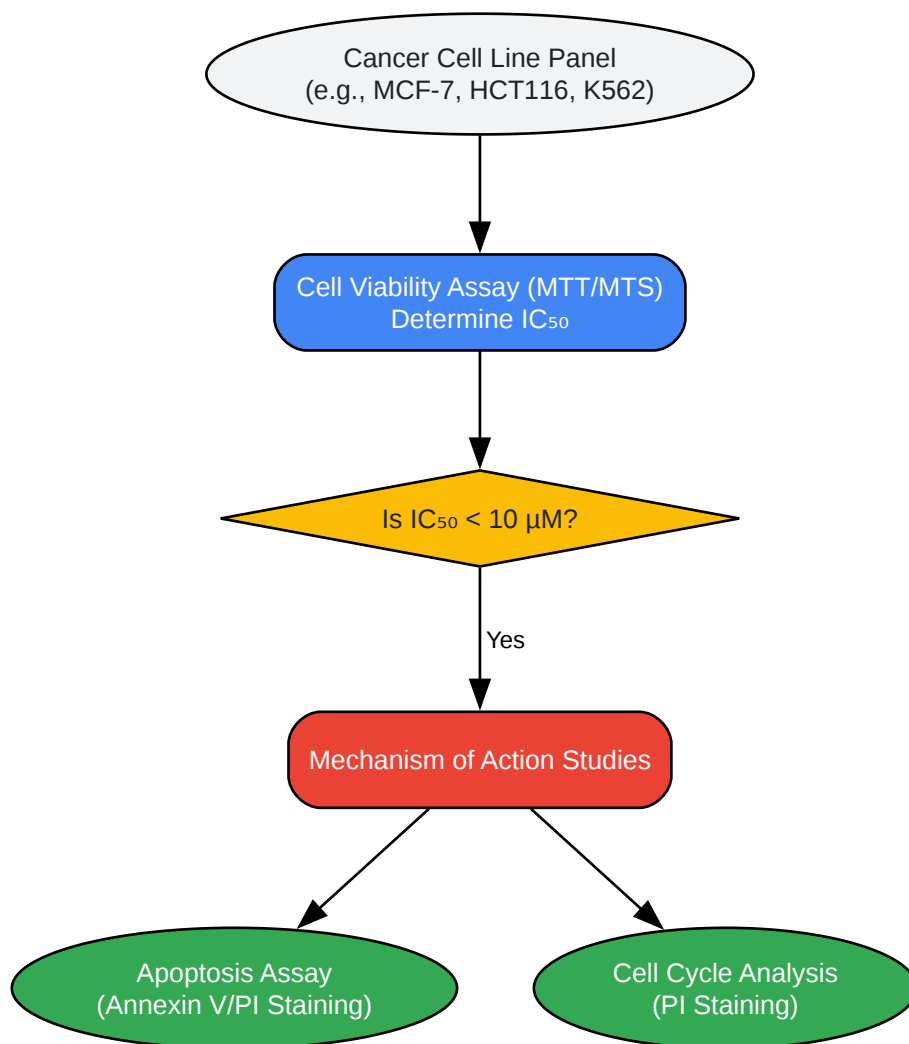 Cancer Cell Line Panel
(e.g., MCF-7, HCT116, K562)
Cell Viability Assay (MTT/MTS)
Determine IC₅₀
Is IC₅₀ < 10 µM?
Yes
Mechanism of Action Studies
Apoptosis Assay
(Annexin V/PI Staining)
Cell Cycle Analysis
(PI Staining)